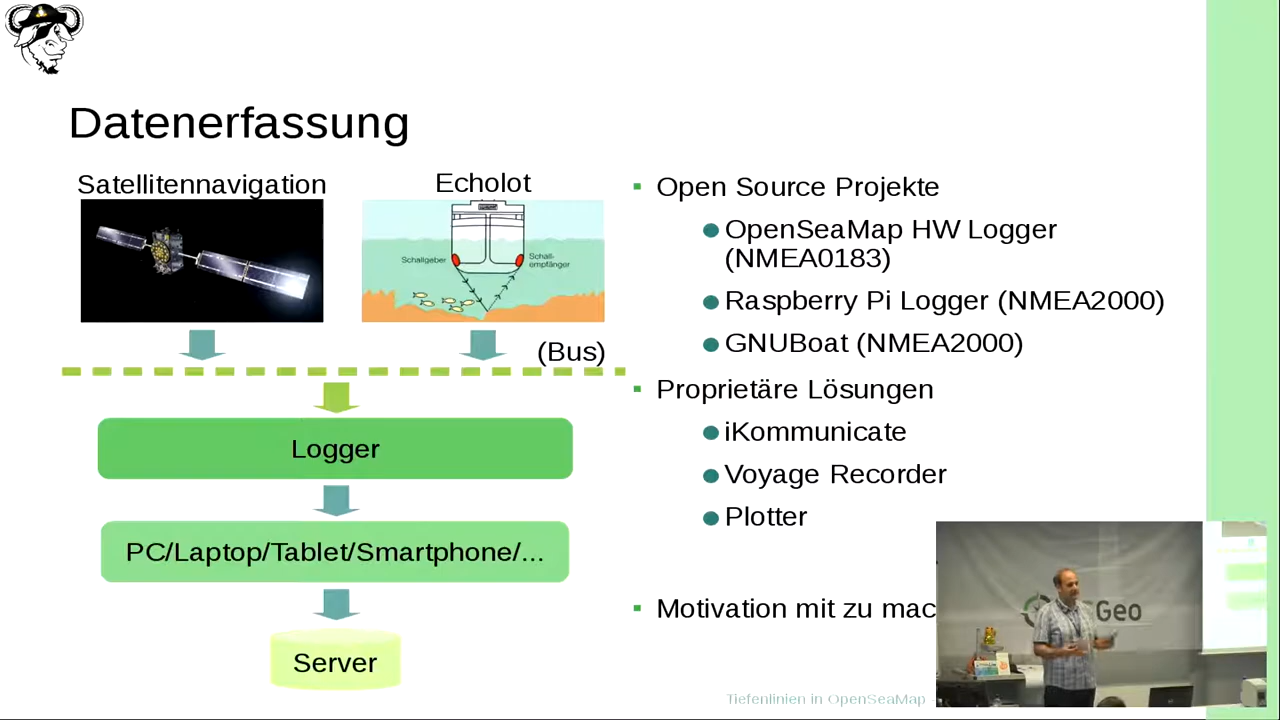 Datenerfassung
Satellitennavigation
Echolot
Schallgeber
Schall-
empfänger
(Bus)
Logger
PC/Laptop/Tablet/Smartphone/...
Server
Open Source Projekte
OpenSeaMap HW Logger
(NMEA0183)
Raspberry Pi Logger (NMEA2000)
GNUBoat (NMEA2000)
Proprietäre Lösungen
iKommunicate
Voyage Recorder
Plotter
Motivation mit zu mac
Geo
Tiefenlinien in OpenSeaMap